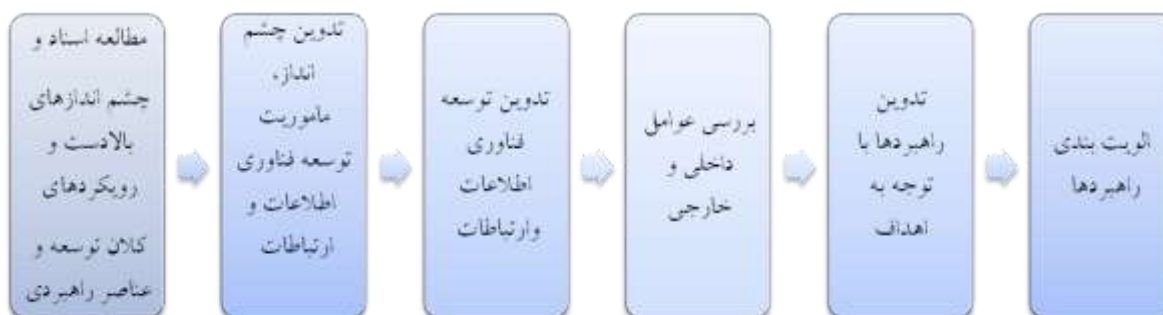 مطالعه اسناد و
چشم اندازهای
بالادست و
رویکردهای
کلان توسعه و
عناصر راهبردی
تدوین چشم
انداز،
ماموریت
توسعه فناوری
اطلاعات و
ارتباطات
تدوین توسعه
فناوری
اطلاعات
وارتباطات
بررسی عوامل
داخلی و
خارجی
تدوین
راهبردها با
توجه به
اهداف
الویت بندی
راهبردها